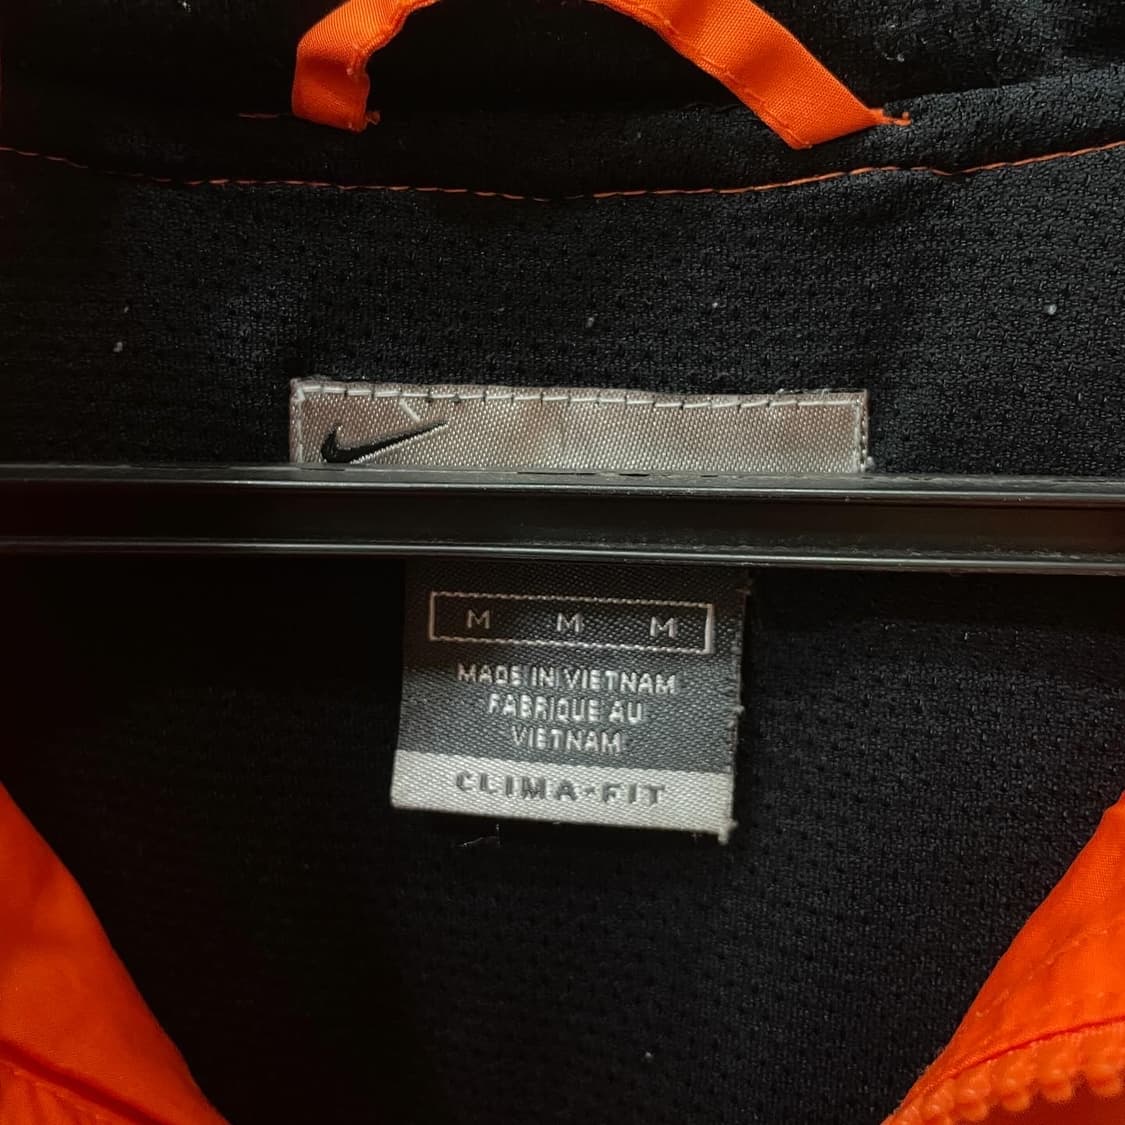 M M M
MADE IN VIETNAM
FABRIQUE AU
VIETNAM
CLIMA-FIT